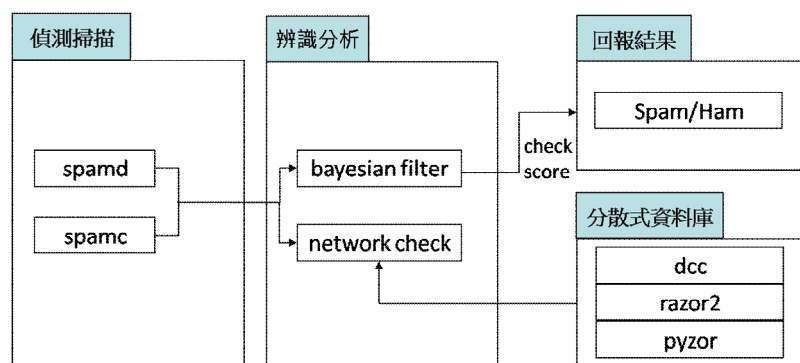 偵測掃描
spamd
spamc
辨識分析
bayesian filter
network check
check
score
回報結果
Spam/Ham
分散式資料庫
dcc
razor2
pyzor